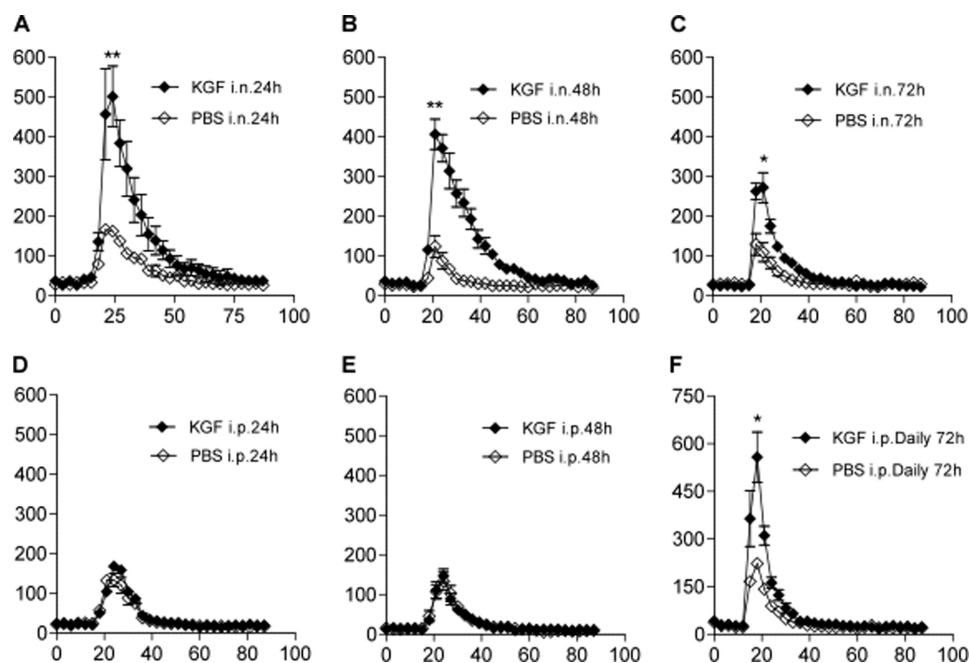 A
**
600
500
400
300
200
100
0
0 25 50 75 100
KGF i.n.24h
PBS i.n.24h
B
**
600
500
400
300
200
100
0
0 20 40 60 80 100
KGF i.n.48h
PBS i.n.48h
C
*
600
500
400
300
200
100
0
0 20 40 60 80 100
KGF i.n.72h
PBS i.n.72h
D
600
500
400
300
200
100
0
0 20 40 60 80 100
KGF i.p.24h
PBS i.p.24h
E
600
500
400
300
200
100
0
0 20 40 60 80 100
KGF i.p.48h
PBS i.p.48h
F
*
750
600
450
300
150
0
0 20 40 60 80 100
KGF i.p.Daily 72h
PBS i.p.Daily 72h